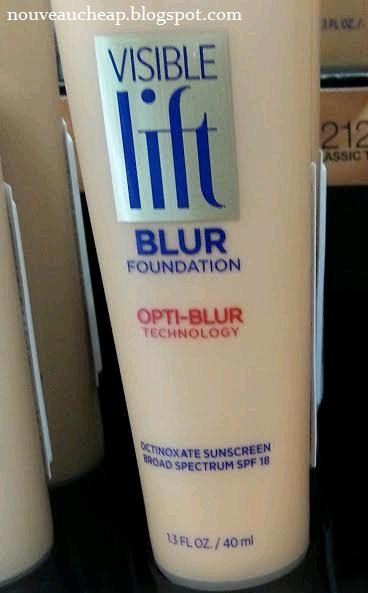 nouveaucheap.blogspot.com
VISIBLE
lift
BLUR
FOUNDATION
OPTI-BLUR
TECHNOLOGY
OCTINOXATE SUNSCREEN
BROAD SPECTRUM SPF 18
1.3 FL OZ. / 40 ml
212